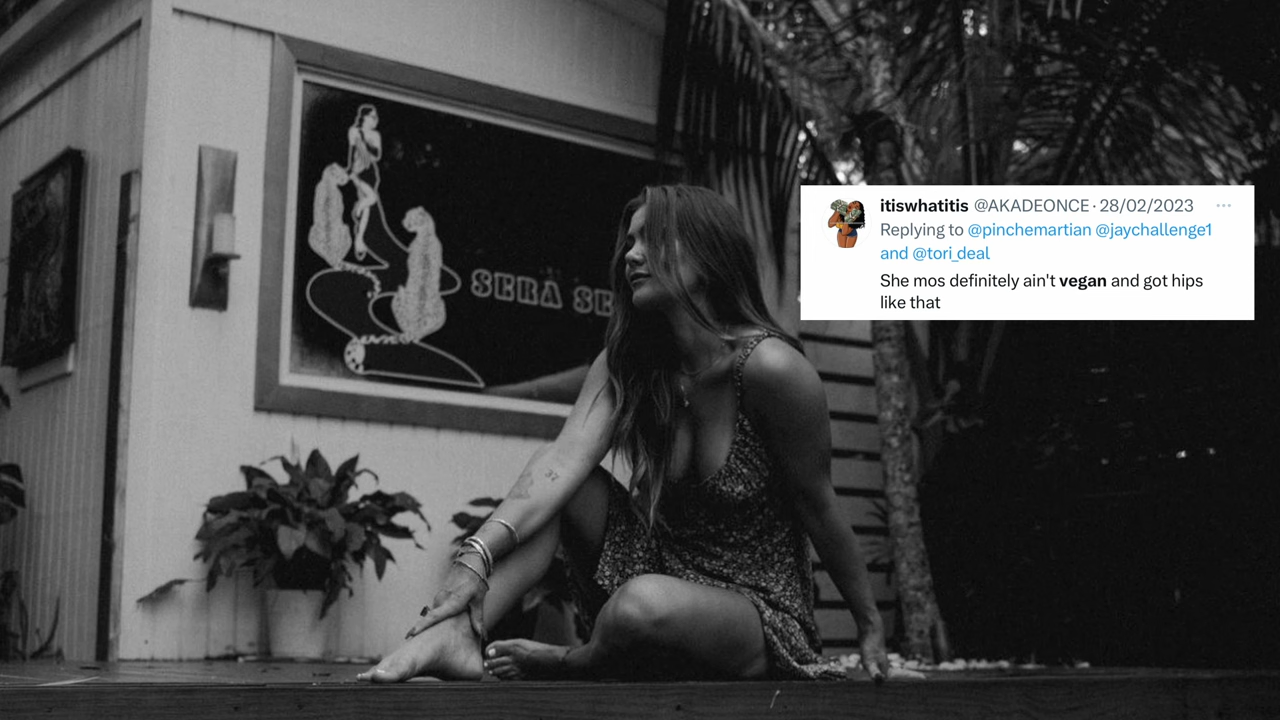 SERA SE
itiswhatitis @AKADEONCE · 28/02/2023
Replying to @pinchemartian @jaychallenge1
and @tori_deal
She mos definitely ain't vegan and got hips
like that